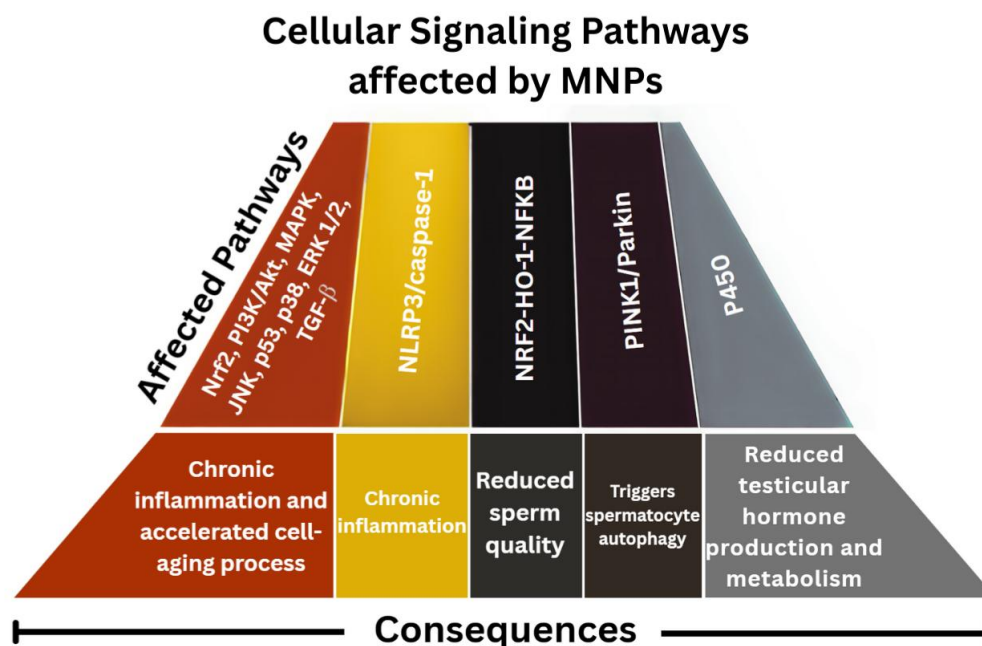 Cellular Signaling Pathways
affected by MNPs
Affected Pathways
Nrf2, PI3K/Akt, MAPK,
JNK, p53, p38, ERK 1/2,
TGF-β
NLRP3/caspase-1
NRF2-HO-1-NFKB
PINK1/Parkin
P450
Chronic
inflammation and
accelerated cell-
aging process
Chronic
inflammation
Reduced
sperm
quality
Triggers
spermatocyte
autophagy
Reduced
testicular
hormone
production and
metabolism
Consequences